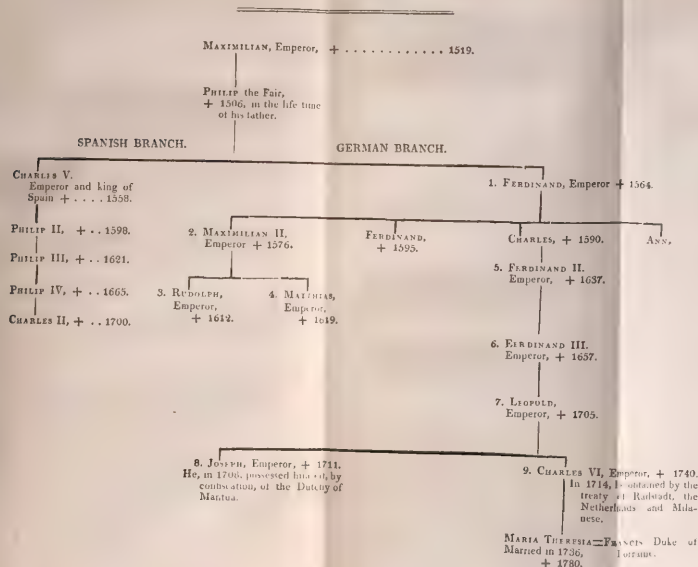 MAXIMILIAN, Emperor, + . . . . . . . . . . . . 1519.
PHILIP the Fair,
+ 1506, in the life time
of his father.
SPANISH BRANCH.
GERMAN BRANCH.
CHARLES V.
Emperor and king of
Spain + . . . . 1558.
PHILIP II, + . . 1598.
PHILIP III, + . . 1621.
PHILIP IV, + . . 1665.
CHARLES II, + . . 1700.
1. FERDINAND, Emperor + 1564.
2. MAXIMILIAN II,
Emperor + 1576.
FERDINAND,
+ 1595.
CHARLES, + 1590.
ANN,
3. RUDOLPH,
Emperor,
+ 1612.
4. MATTHIAS,
Emperor,
+ 1619.
5. FERDINAND II.
Emperor, + 1637.
6. FERDINAND III.
Emperor, + 1657.
7. LEOPOLD,
Emperor, + 1705.
8. JOSEPH, Emperor, + 1711.
He, in 1708, possessed himself, by
confiscation, of the Dutchy of
Mantua.
9. CHARLES VI, Emperor, + 1740.
In 1714, he obtained by the
treaty of Radstadt, the
Netherlands and Mila-
nese.
MARIA THERESIA=FRANCIS Duke of
Married in 1736, Lorraine.
+ 1780.